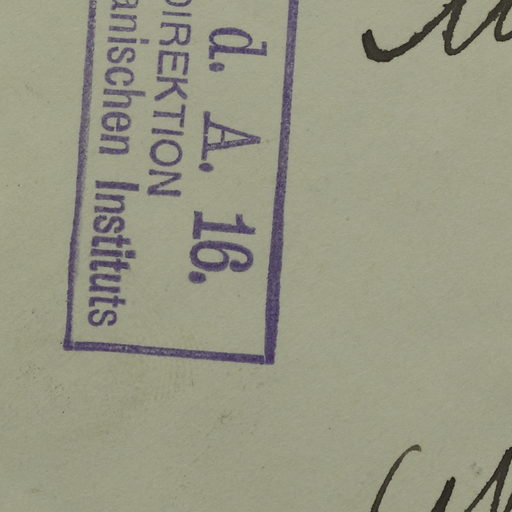 d. A. 16.
DIREKTION
anischen Instituts